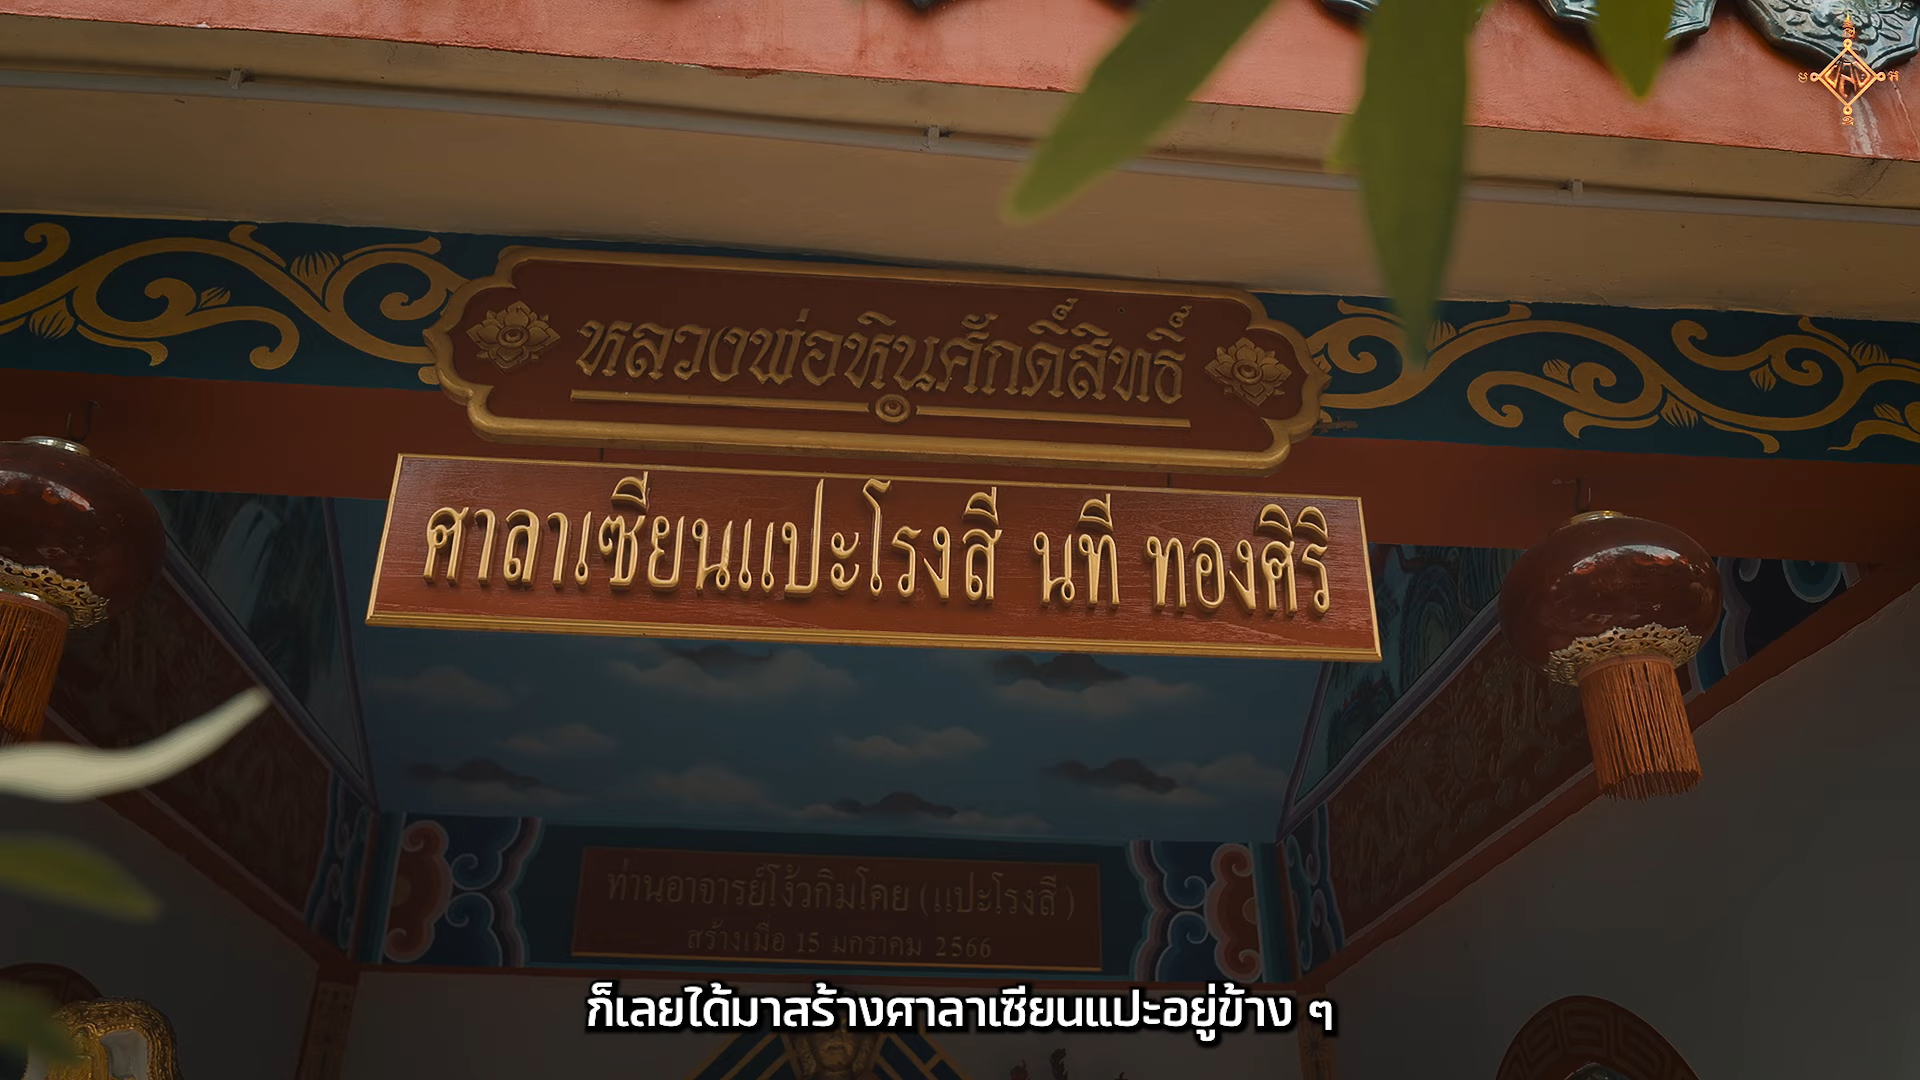 หลวงพ่อหินศักดิ์สิทธิ์
ศาลาเซียนแปะโรงสี นที ทองศิริ
ท่านอาจารย์โง้วกิมโคย (แปะโรงสี)
สร้างเมื่อ 15 มกราคม 2566
ก็เลยได้มาสร้างศาลาเซียนแปะอยู่ข้าง ๆ